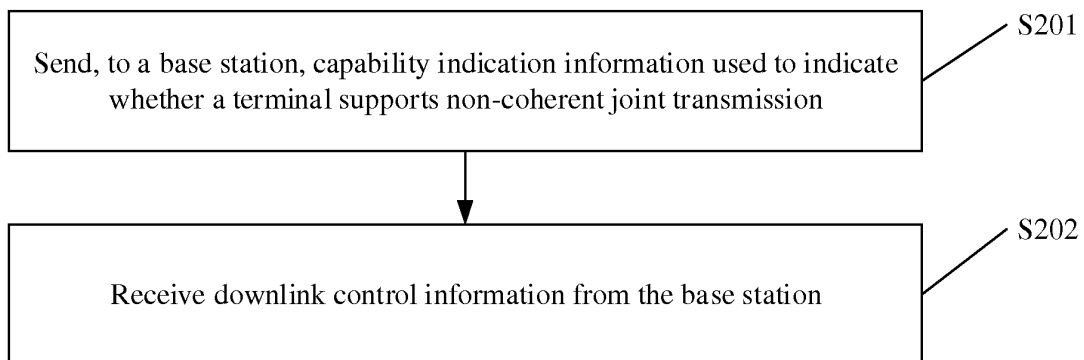 S201
Send, to a base station, capability indication information used to indicate
whether a terminal supports non-coherent joint transmission
S202
Receive downlink control information from the base station